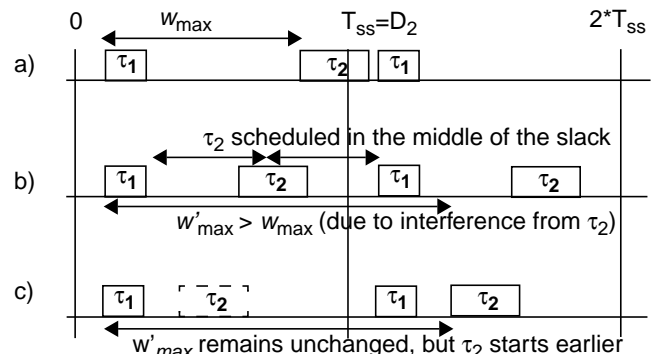 0 w_max T_ss=D_2 2*T_ss
a) τ_1 τ_2 τ_1
τ_2 scheduled in the middle of the slack
b) τ_1 τ_2 τ_1 τ_2
w'_max > w_max (due to interference from τ_2)
c) τ_1 τ_2 τ_1 τ_2
w'_max remains unchanged, but τ_2 starts earlier